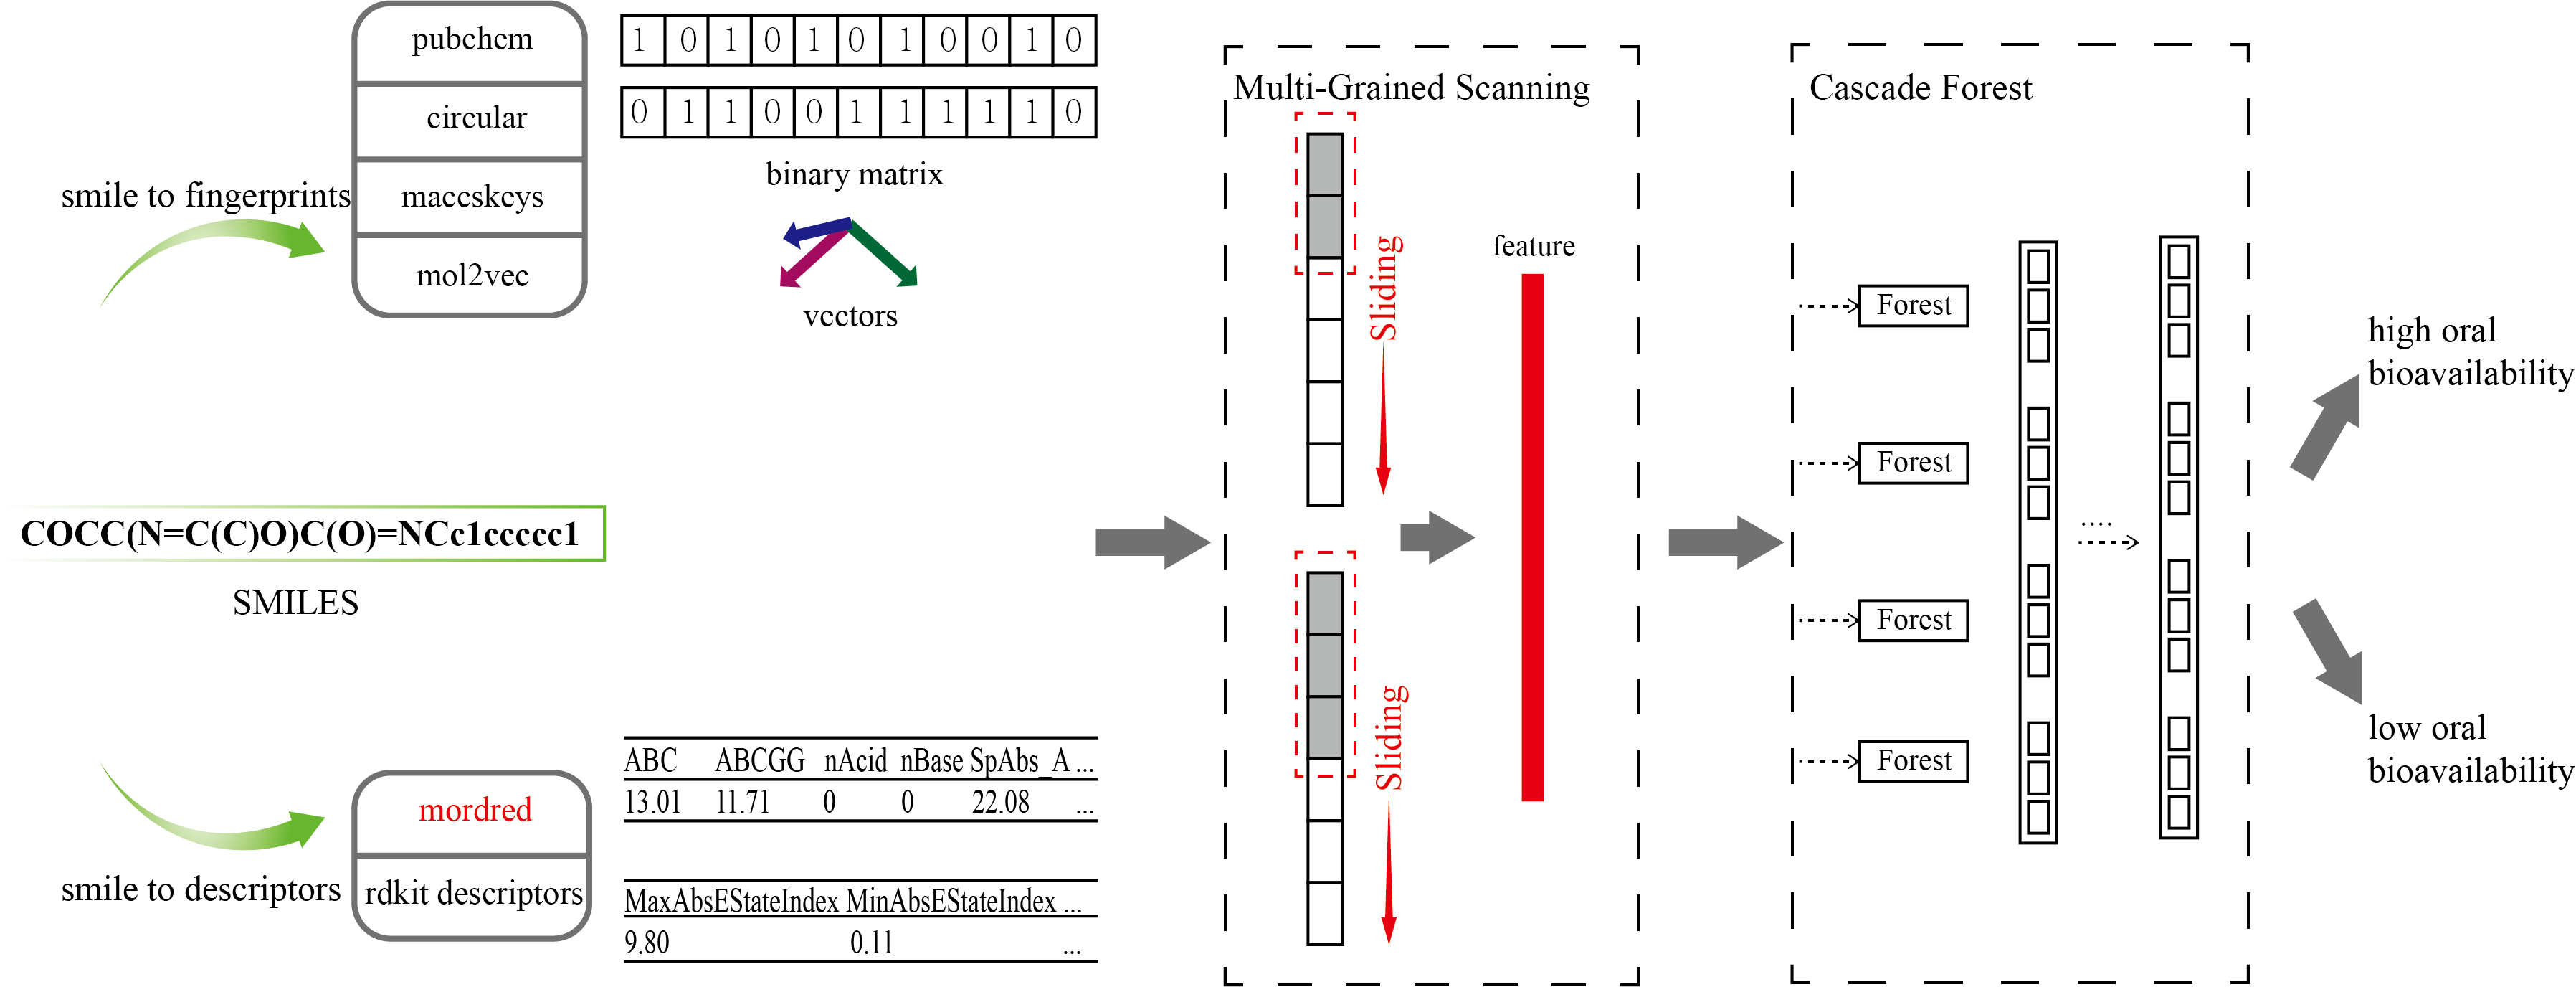 pubchem
circular
maccskeys
mol2vec
smile to fingerprints
1 0 1 0 1 0 1 0 0 1 0
0 1 1 0 0 1 1 1 1 1 0
binary matrix
vectors
COCC(N=C(C)O)C(O)=NCc1ccccc1
SMILES
smile to descriptors
mordred
rdkit descriptors
ABC ABCGG nAcid nBase SpAbs_A ...
13.01 11.71 0 0 22.08 ...
MaxAbsEStateIndex MinAbsEStateIndex ...
9.80 0.11 ...
Multi-Grained Scanning
Sliding
Sliding
feature
Cascade Forest
Forest
Forest
Forest
Forest
....
high oral
bioavailability
low oral
bioavailability